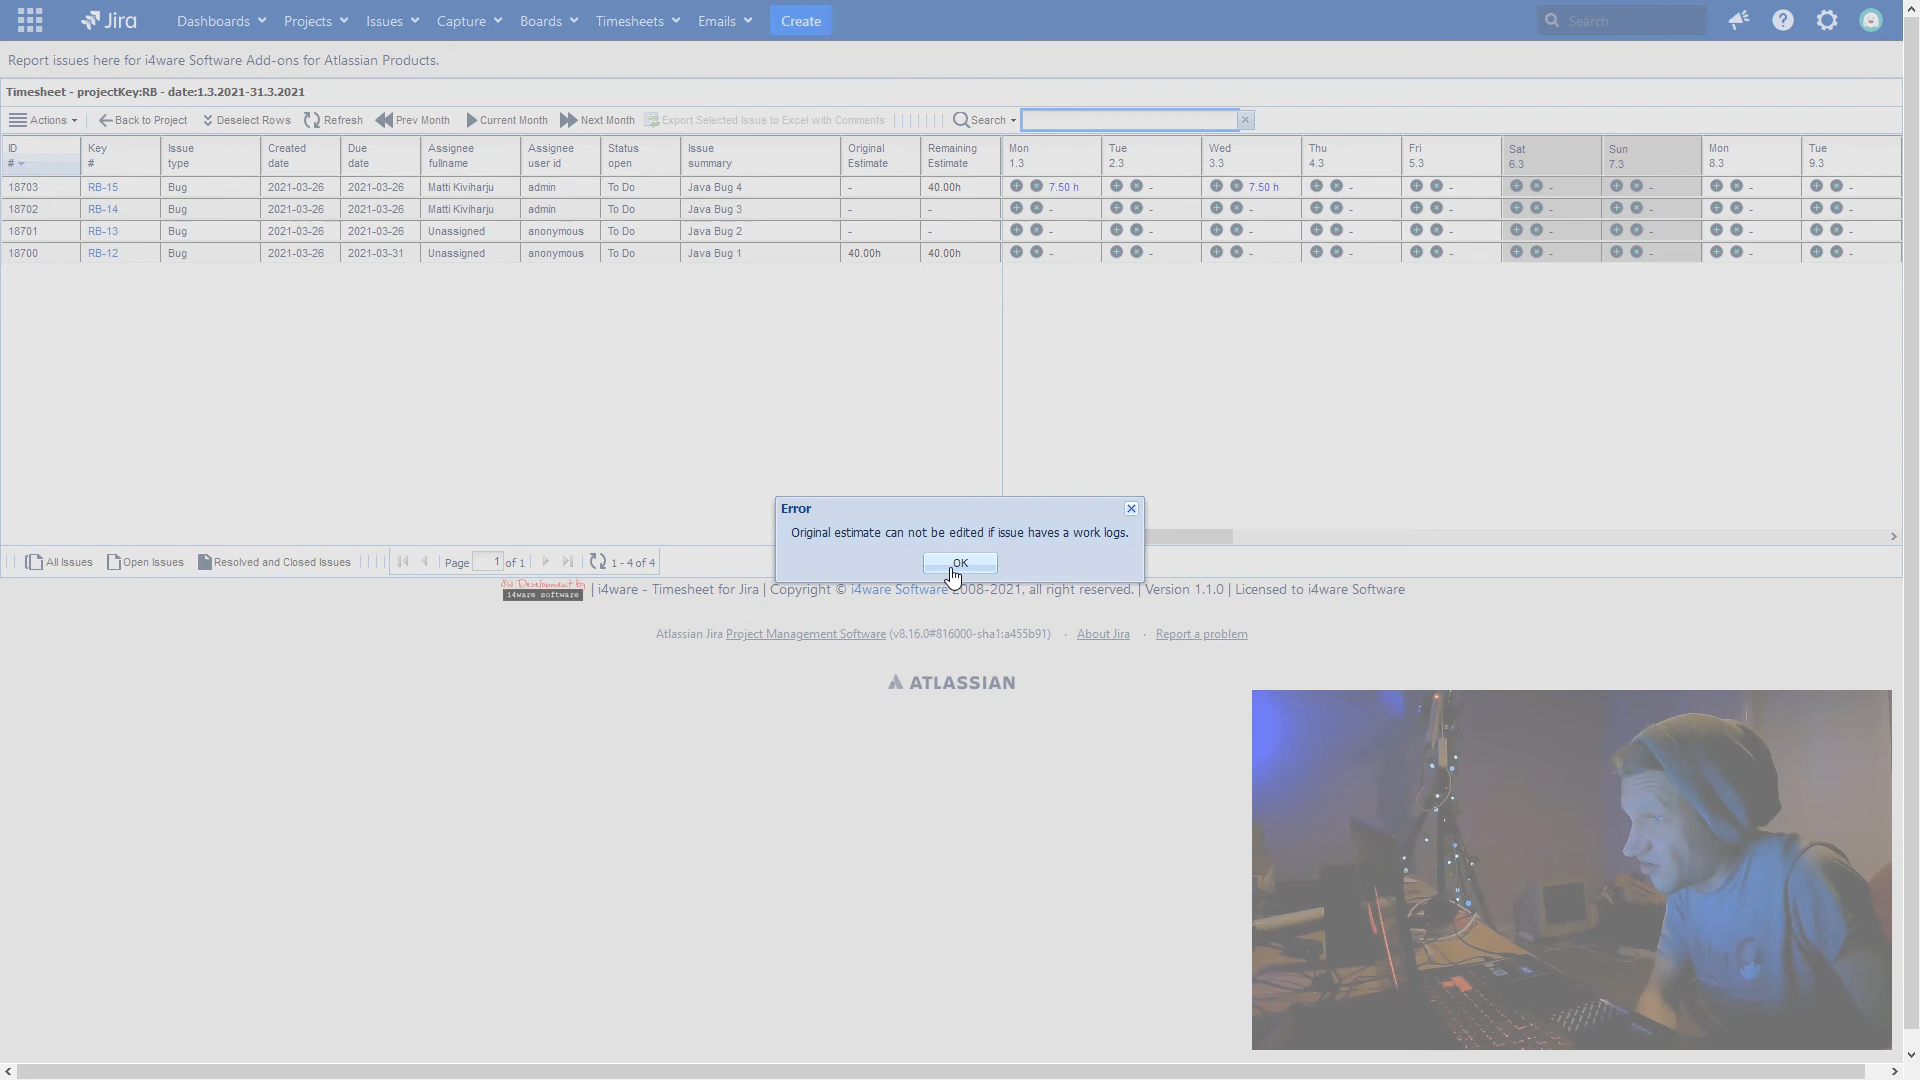 Jira Dashboards Projects Issues Capture Boards Timesheets Emails Create Search
Report issues here for i4ware Software Add-ons for Atlassian Products.
Timesheet - projectKey:RB - date:1.3.2021-31.3.2021
Actions Back to Project Deselect Rows Refresh Prev Month Current Month Next Month Export Selected Issue to Excel with Comments Search
ID Key Issue Created Due Assignee Assignee Status Issue Original Remaining Mon Tue Wed Thu Fri Sat Sun Mon Tue
# # type date date fullname user id open summary Estimate Estimate 1.3 2.3 3.3 4.3 5.3 6.3 7.3 8.3 9.3
18703 RB-15 Bug 2021-03-26 2021-03-26 Matti Kiviharju admin To Do Java Bug 4 - 40.00h 7.50 h - 7.50 h - - - - - -
18702 RB-14 Bug 2021-03-26 2021-03-26 Matti Kiviharju admin To Do Java Bug 3 - - - - - - - - - - -
18701 RB-13 Bug 2021-03-26 2021-03-26 Unassigned anonymous To Do Java Bug 2 - - - - - - - - - - -
18700 RB-12 Bug 2021-03-26 2021-03-31 Unassigned anonymous To Do Java Bug 1 40.00h 40.00h - - - - - - - - -
Error
Original estimate can not be edited if issue haves a work logs.
OK
All Issues Open Issues Resolved and Closed Issues Page 1 of 1 1 - 4 of 4
SW Development by
i4ware software
| i4ware - Timesheet for Jira | Copyright © i4ware Software 2008-2021, all right reserved. | Version 1.1.0 | Licensed to i4ware Software
Atlassian Jira Project Management Software (v8.16.0#816000-sha1:a455b91) · About Jira · Report a problem
ATLASSIAN